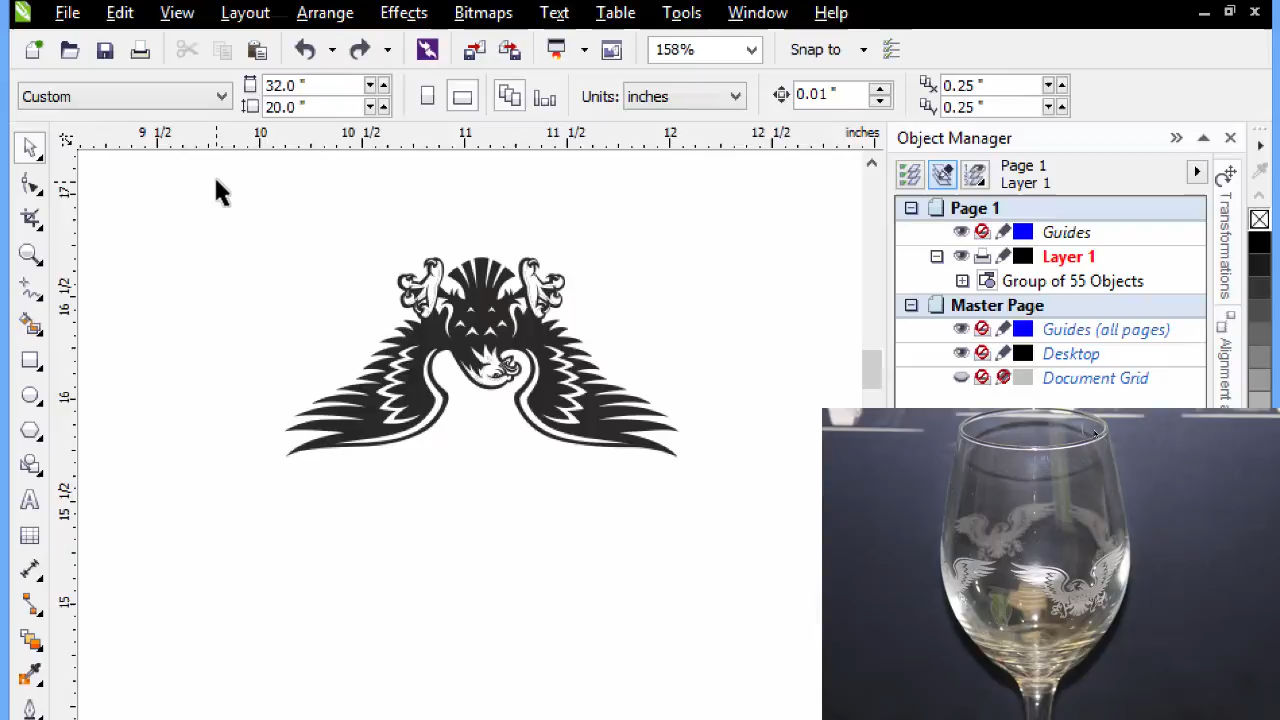 File Edit View Layout Arrange Effects Bitmaps Text Table Tools Window Help
158% Snap to
Custom 32.0 " 20.0 " Units: inches 0.01 " 0.25 " 0.25 "
9 1/2 10 10 1/2 11 11 1/2 12 12 1/2 inches
17
16 1/2
16
15 1/2
15
Object Manager
Page 1
Layer 1
Page 1
Guides
Layer 1
Group of 55 Objects
Master Page
Guides (all pages)
Desktop
Document Grid
Transformations
Alignment a